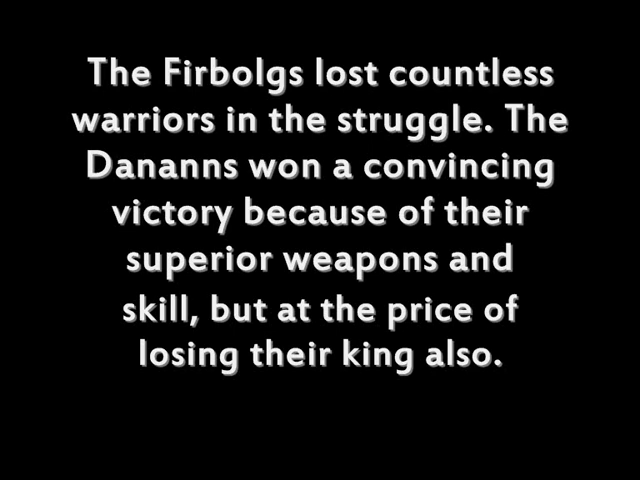 The Firbolgs lost countless
warriors in the struggle. The
Dananns won a convincing
victory because of their
superior weapons and
skill, but at the price of
losing their king also.